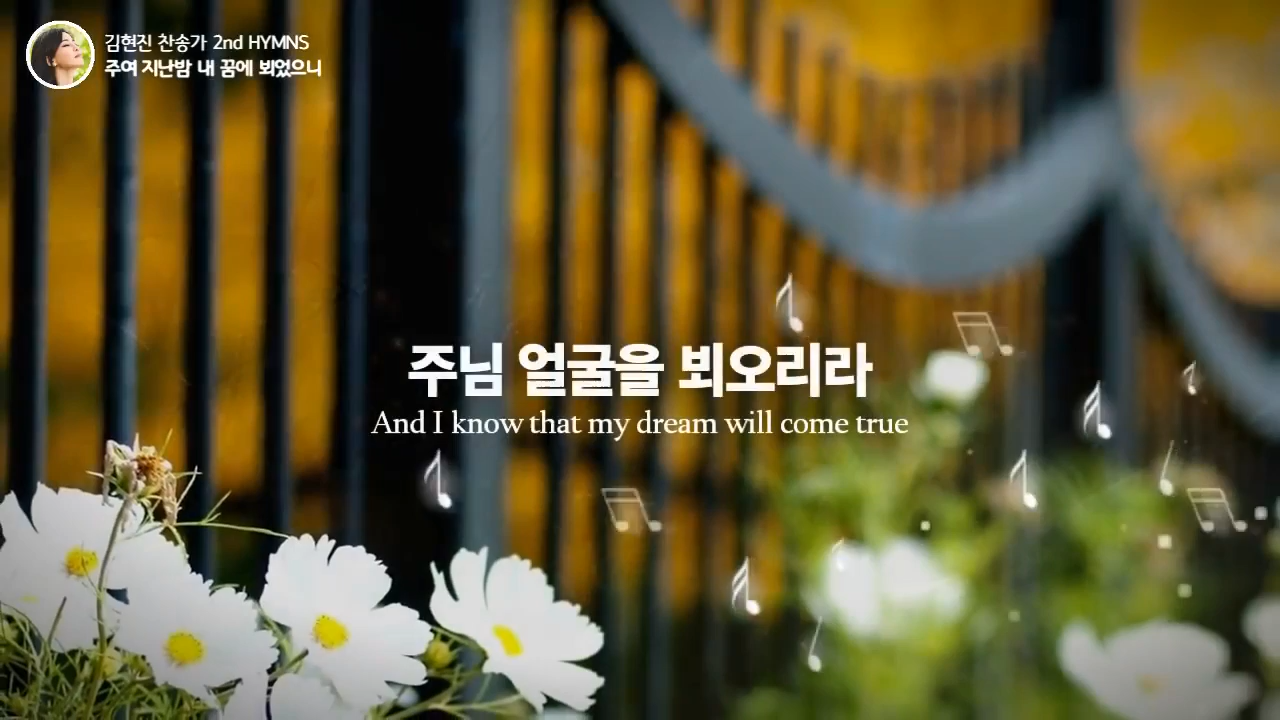 김현진 찬송가 2nd HYMNS
주여 지난밤 내 꿈에 뵈었으니
주님 얼굴을 뵈오리라
And I know that my dream will come true